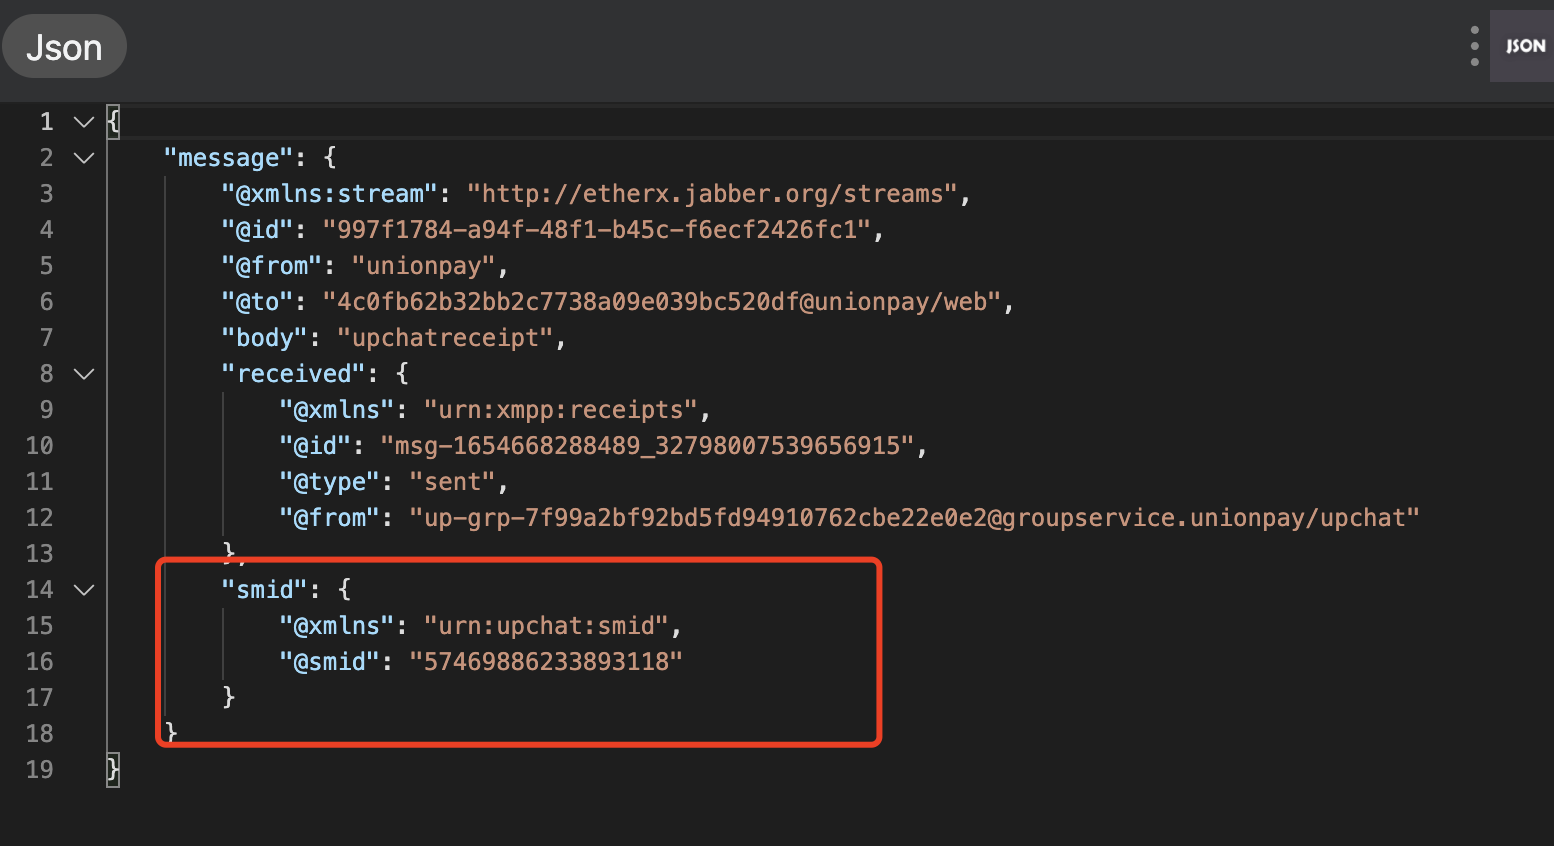 Json
JSON
1 {
2 "message": {
3 "@xmlns:stream": "http://etherx.jabber.org/streams",
4 "@id": "997f1784-a94f-48f1-b45c-f6ecf2426fc1",
5 "@from": "unionpay",
6 "@to": "4c0fb62b32bb2c7738a09e039bc520df@unionpay/web",
7 "body": "upchatreceipt",
8 "received": {
9 "@xmlns": "urn:xmpp:receipts",
10 "@id": "msg-1654668288489_32798007539656915",
11 "@type": "sent",
12 "@from": "up-grp-7f99a2bf92bd5fd94910762cbe22e0e2@groupservice.unionpay/upchat"
13 },
14 "smid": {
15 "@xmlns": "urn:upchat:smid",
16 "@smid": "57469886233893118"
17 }
18 }
19 }